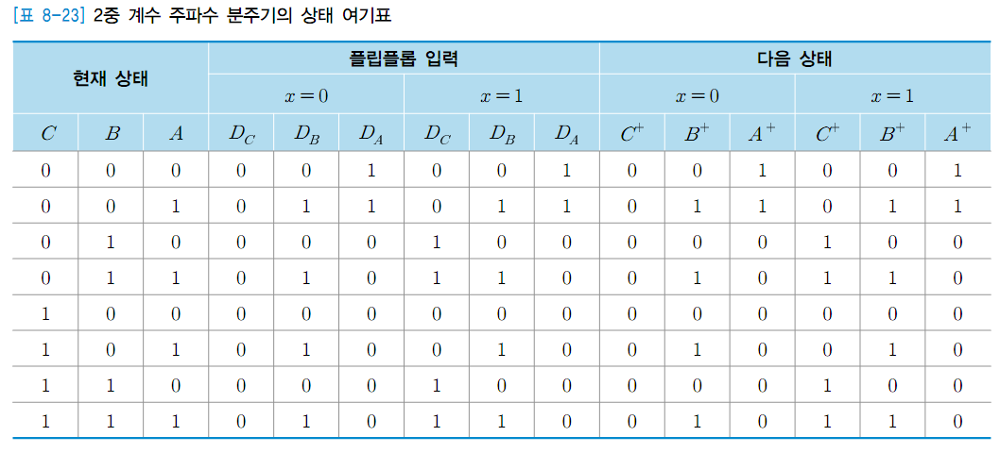 [표 8-23] 2중 계수 주파수 분주기의 상태 여기표
현재 상태 플립플롭 입력 다음 상태
x = 0 x = 1 x = 0 x = 1
C B A D_C D_B D_A D_C D_B D_A C⁺ B⁺ A⁺ C⁺ B⁺ A⁺
0 0 0 0 0 1 0 0 1 0 0 1 0 0 1
0 0 1 0 1 1 0 1 1 0 1 1 0 1 1
0 1 0 0 0 0 1 0 0 0 0 0 1 0 0
0 1 1 0 1 0 1 1 0 0 1 0 1 1 0
1 0 0 0 0 0 0 0 0 0 0 0 0 0 0
1 0 1 0 1 0 0 1 0 0 1 0 0 1 0
1 1 0 0 0 0 1 0 0 0 0 0 1 0 0
1 1 1 0 1 0 1 1 0 0 1 0 1 1 0